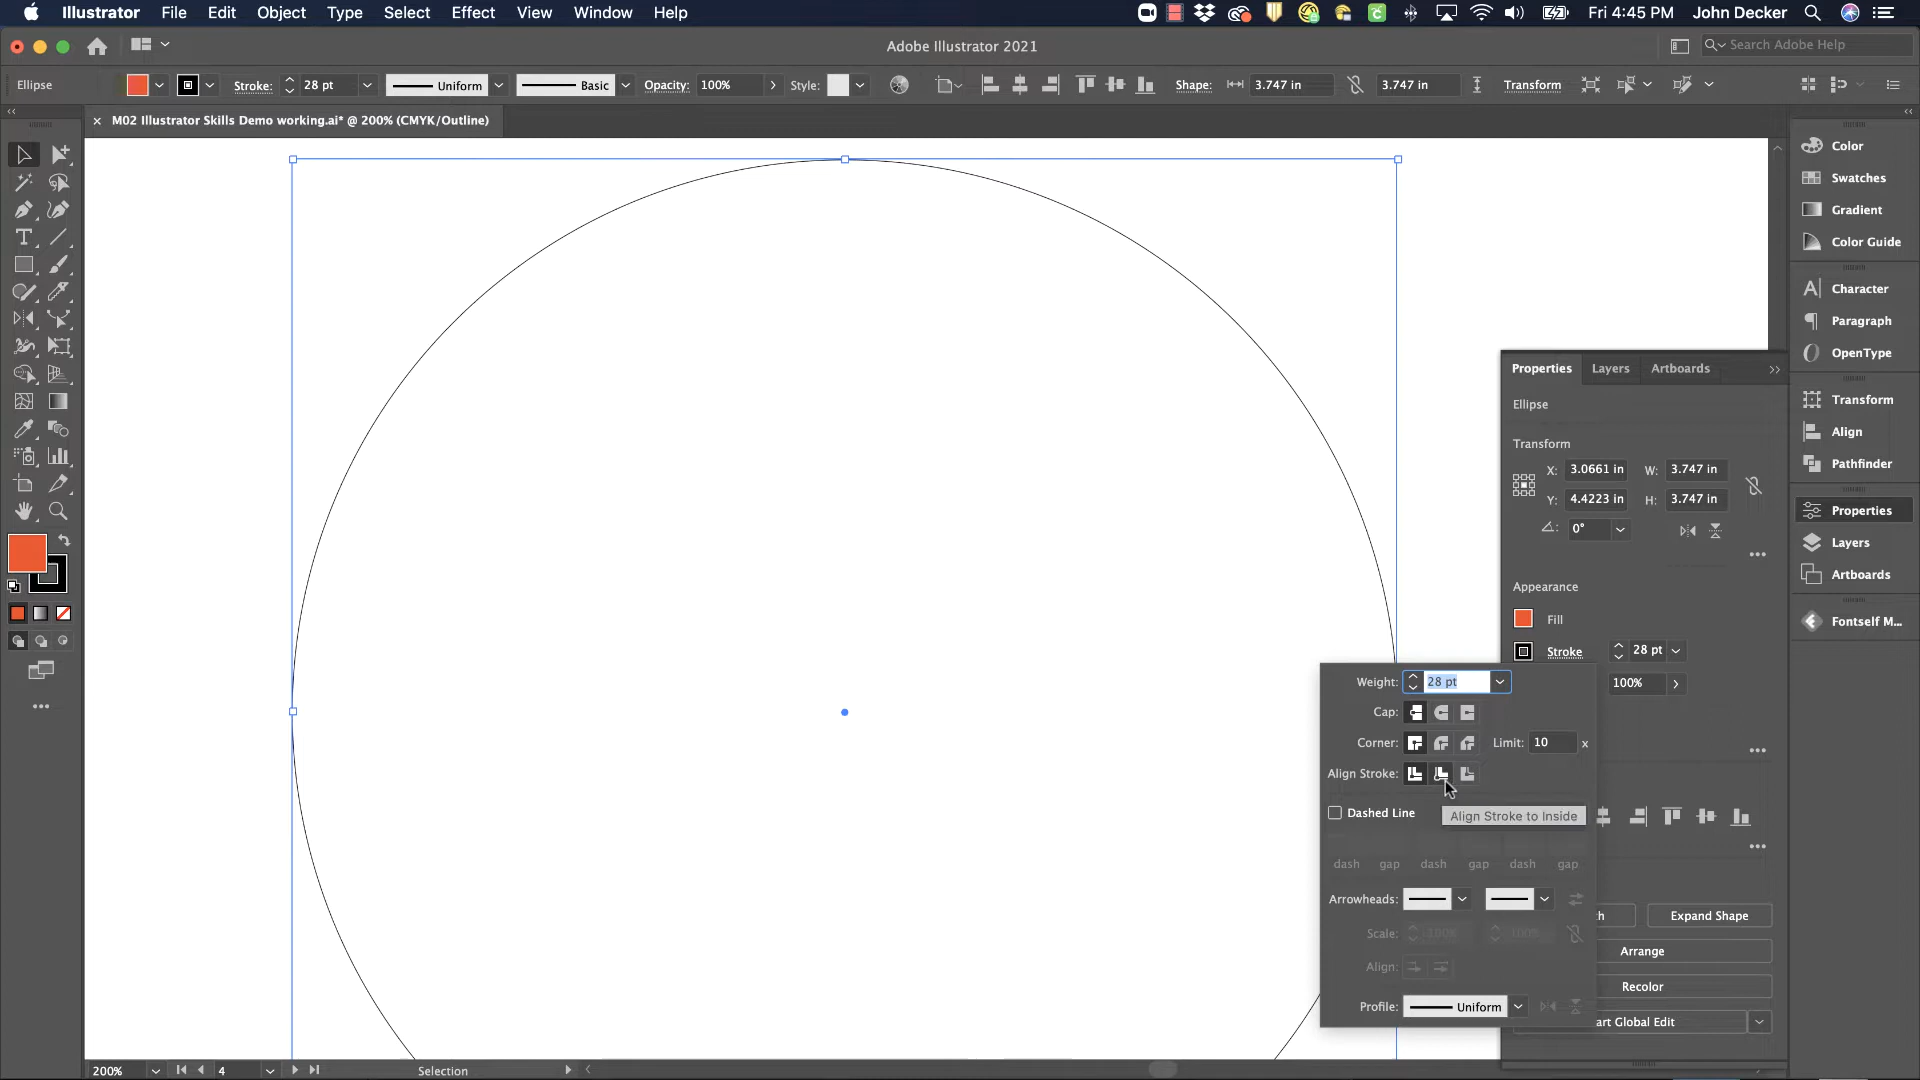 Illustrator File Edit Object Type Select Effect View Window Help Fri 4:45 PM John Decker
Adobe Illustrator 2021 Search Adobe Help
Ellipse Stroke: 28 pt Uniform Basic Opacity: 100% Style: Shape: 3.747 in 3.747 in Transform
M02 Illustrator Skills Demo working.ai* @ 200% (CMYK/Outline)
Color
Swatches
Gradient
Color Guide
Character
Paragraph
OpenType
Transform
Align
Pathfinder
Properties
Layers
Artboards
Fontself M...
Properties Layers Artboards
Ellipse
Transform
X: 3.0661 in W: 3.747 in
Y: 4.4223 in H: 3.747 in
0°
Appearance
Fill
Stroke 28 pt
100%
Weight: 28 pt
Cap:
Corner: Limit: 10 x
Align Stroke:
Dashed Line
Align Stroke to Inside
dash gap dash gap dash gap
Arrowheads:
Scale: 100% 100%
Align:
Profile: Uniform
th Expand Shape
Arrange
Recolor
art Global Edit
200% 4 Selection